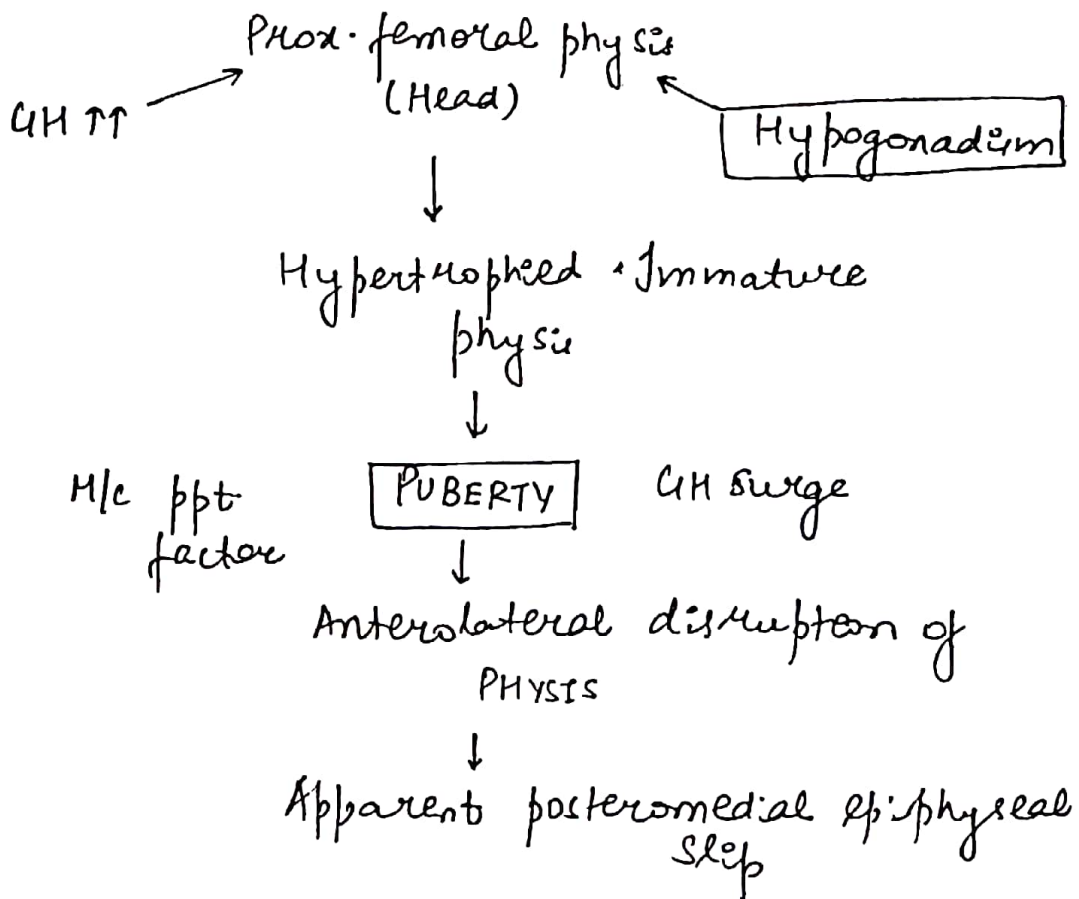 Prox. femoral physis
(Head)
GH ↑↑
Hypogonadism
Hypertrophied · Immature
physis
M/c ppt
factor
PUBERTY
GH surge
Anterolateral disruption of
PHYSIS
Apparent posteromedial epiphyseal
slip